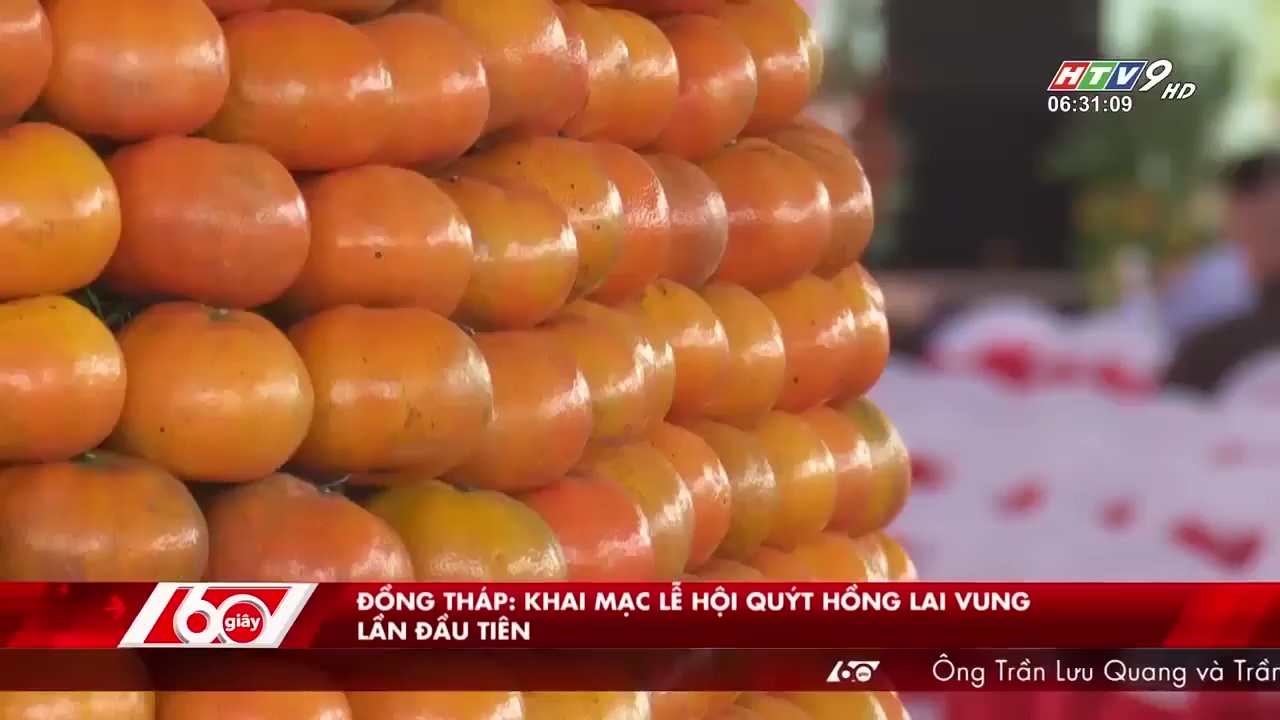 HTV9 HD
06:31:09
60 giây
ĐỒNG THÁP: KHAI MẠC LỄ HỘI QUÝT HỒNG LAI VUNG
LẦN ĐẦU TIÊN
60 giây
Ông Trần Lưu Quang và Trần